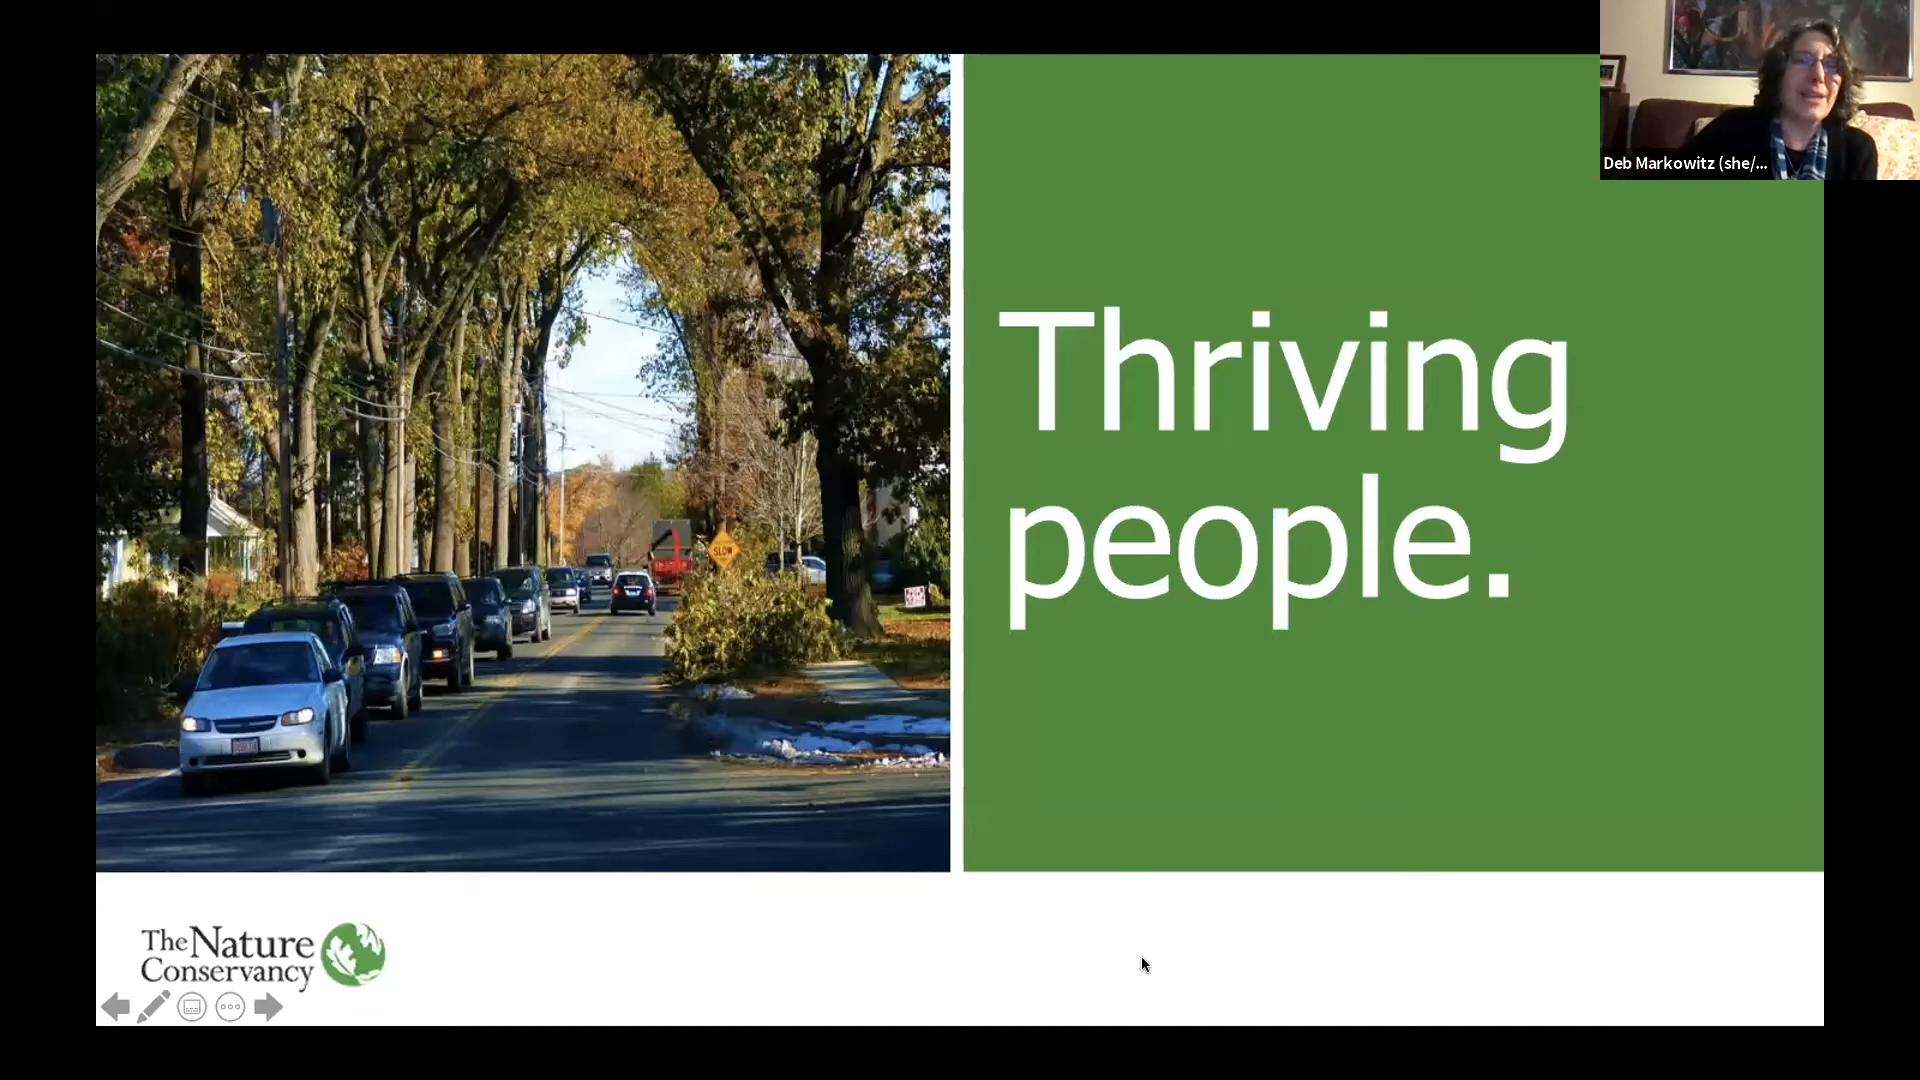 Deb Markowitz (she/...
Thriving
people.
SLOW
The Nature
Conservancy